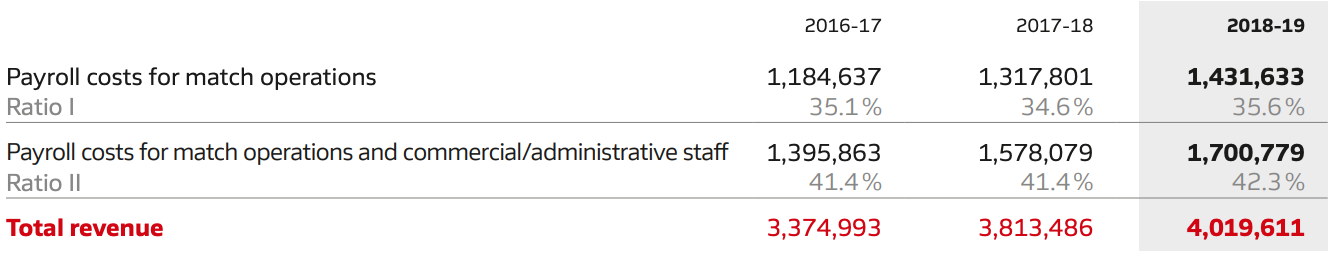 2016-17 2017-18 2018-19
Payroll costs for match operations 1,184,637 1,317,801 1,431,633
Ratio I 35.1 % 34.6 % 35.6 %
Payroll costs for match operations and commercial/administrative staff 1,395,863 1,578,079 1,700,779
Ratio II 41.4 % 41.4 % 42.3 %
Total revenue 3,374,993 3,813,486 4,019,611